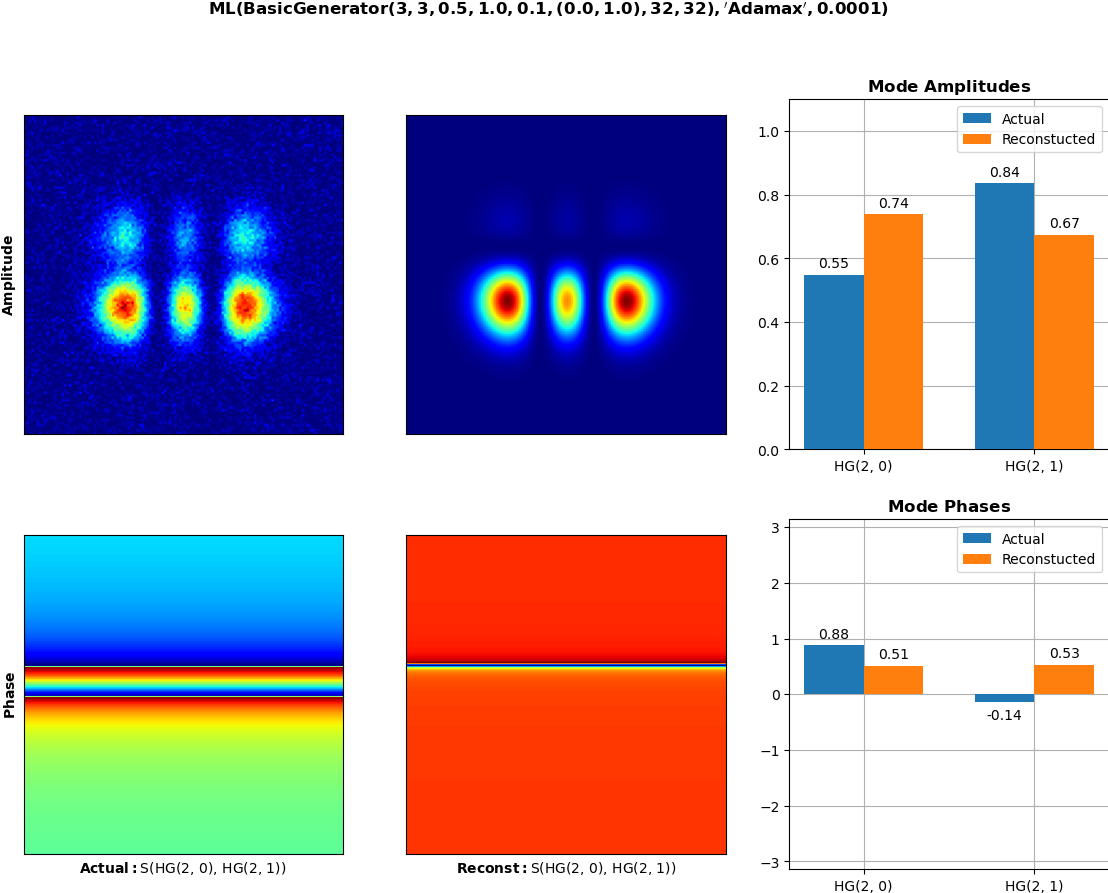 ML(BasicGenerator(3, 3, 0.5, 1.0, 0.1, (0.0, 1.0), 32, 32), ′Adamax′, 0.0001)
Amplitude
Mode Amplitudes
Actual
Reconstucted
1.0
0.8
0.6
0.4
0.2
0.0
0.55
0.74
0.84
0.67
HG(2, 0)
HG(2, 1)
Phase
Actual: S(HG(2, 0), HG(2, 1))
Reconst: S(HG(2, 0), HG(2, 1))
Mode Phases
Actual
Reconstucted
3
2
1
0
−1
−2
−3
0.88
0.51
-0.14
0.53
HG(2, 0)
HG(2, 1)